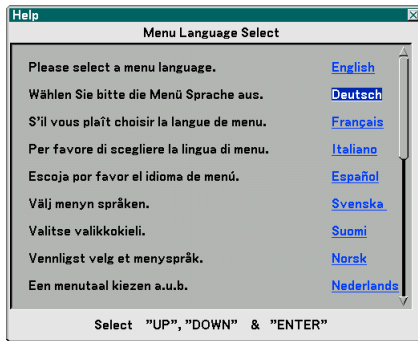 Help
Menu Language Select
Please select a menu language. English
Wählen Sie bitte die Menü Sprache aus. Deutsch
S'il vous plaît choisir la langue de menu. Français
Per favore di scegliere la lingua di menu. Italiano
Escoja por favor el idioma de menú. Español
Välj menyn språken. Svenska
Valitse valikkokieli. Suomi
Vennligst velg et menyspråk. Norsk
Een menutaal kiezen a.u.b. Nederlands
Select "UP", "DOWN" & "ENTER"